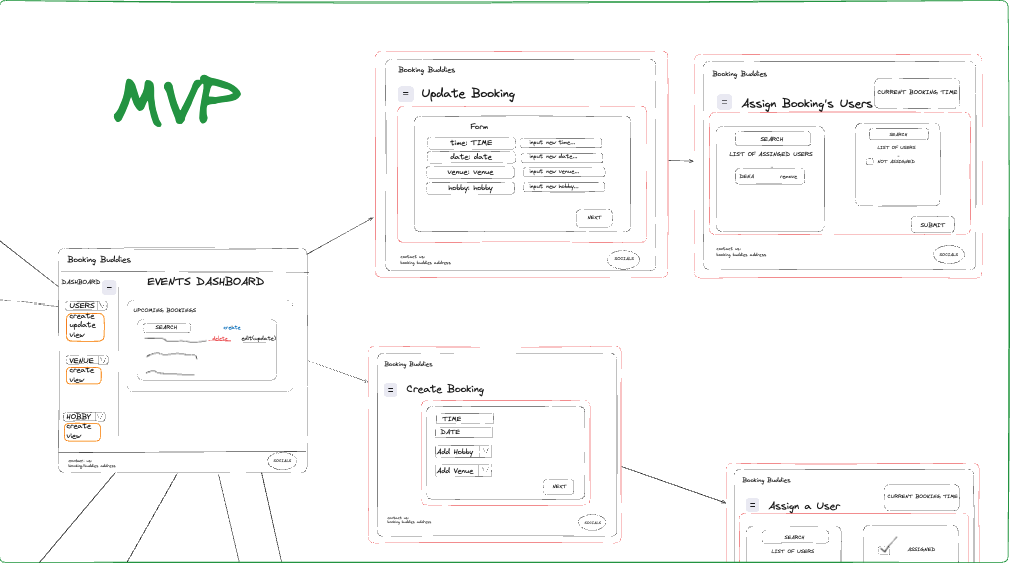 MVP
Booking Buddies
=
Update Booking
Form
time: TIME
input new time...
date: date
input new date...
venue: venue
input new venue...
hobby: hobby
input new hobby...
NEXT
contact us:
booking buddies address
SOCIALS
Booking Buddies
CURRENT BOOKING TIME
=
Assign Booking's Users
SEARCH
LIST OF ASSINGED USERS
DENA
remove
SEARCH
LIST OF USERS
NOT ASSIGNED
SUBMIT
contact us:
booking buddies address
SOCIALS
Booking Buddies
DASHBOARD
=
EVENTS DASHBOARD
USERS
create
update
view
VENUE
create
view
HOBBY
create
view
UPCOMING BOOKINGS
SEARCH
create
delete
edit(update)
contact us:
booking buddies address
SOCIALS
Booking Buddies
=
Create Booking
TIME
DATE
Add Hobby
Add Venue
NEXT
contact us:
booking buddies address
SOCIALS
Booking Buddies
CURRENT BOOKING TIME
=
Assign a User
SEARCH
LIST OF USERS
ASSIGNED